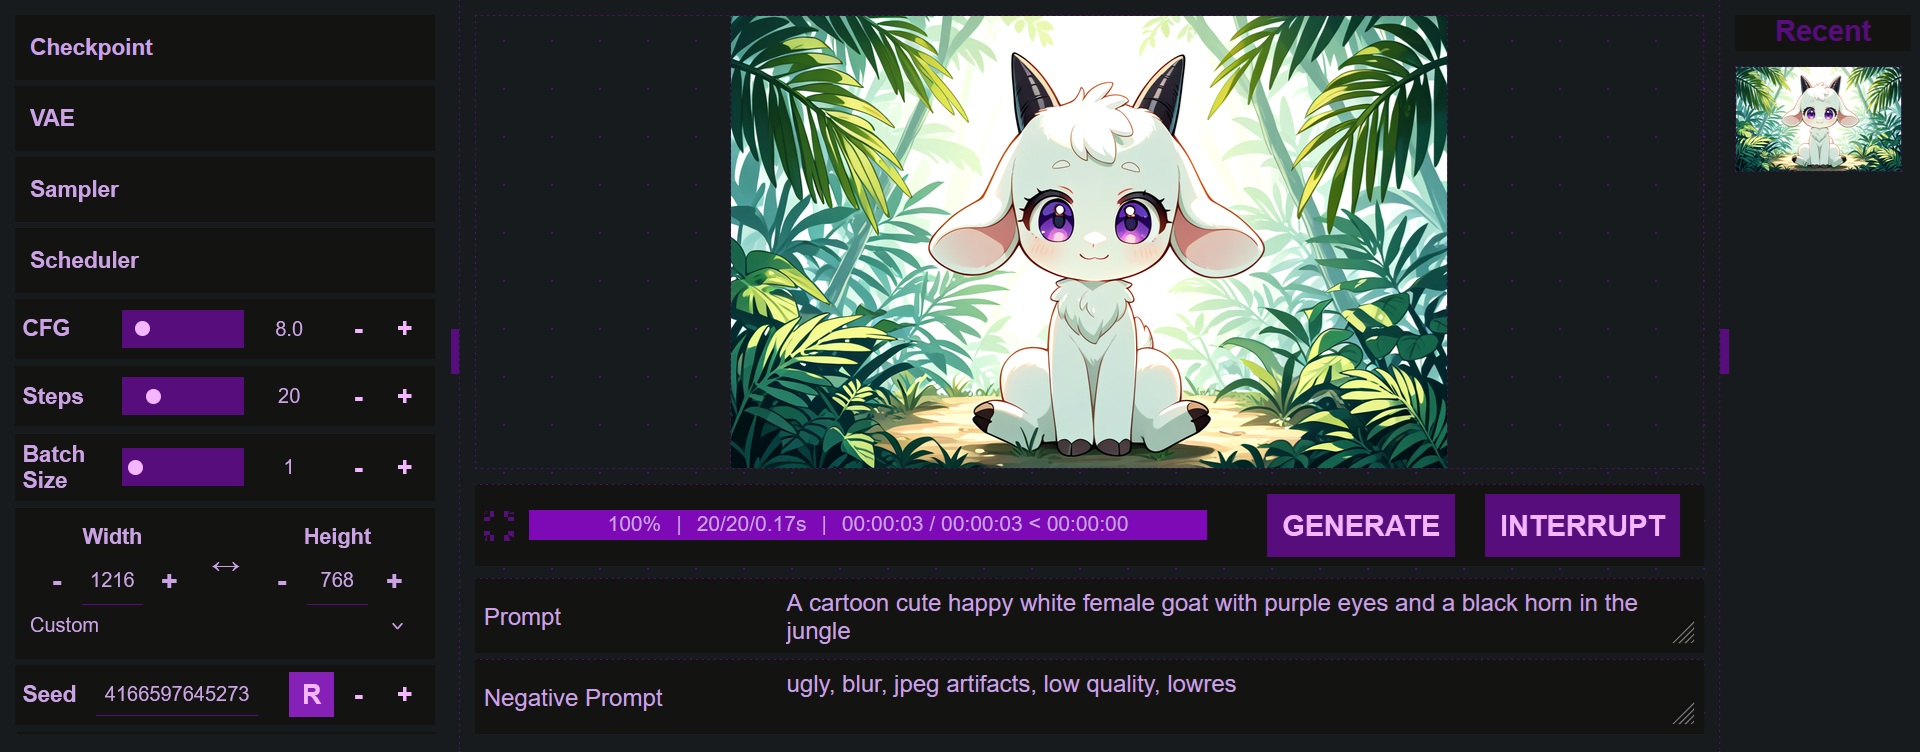 Checkpoint
VAE
Sampler
Scheduler
CFG 8.0 - +
Steps 20 - +
Batch
Size 1 - +
Width Height
- 1216 + ↔ - 768 +
Custom
Seed 4166597645273 R - +
100% | 20/20/0.17s | 00:00:03 / 00:00:03 < 00:00:00
GENERATE INTERRUPT
Prompt
A cartoon cute happy white female goat with purple eyes and a black horn in the
jungle
Negative Prompt
ugly, blur, jpeg artifacts, low quality, lowres
Recent